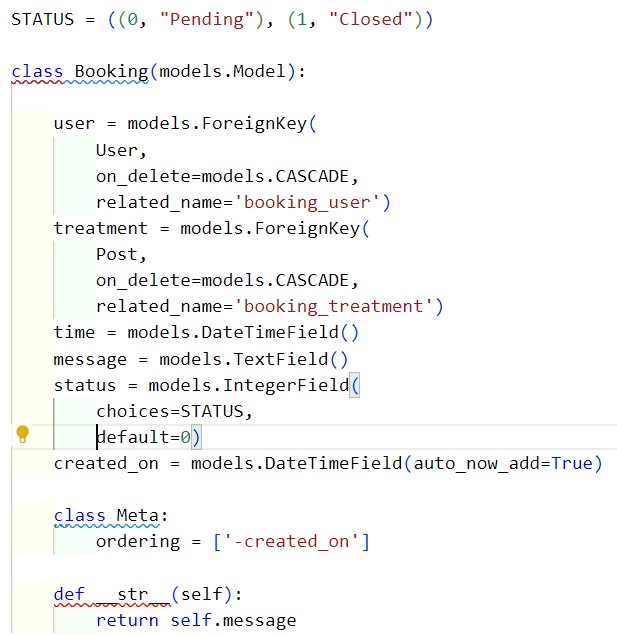 STATUS = ((0, "Pending"), (1, "Closed"))
class Booking(models.Model):
user = models.ForeignKey(
User,
on_delete=models.CASCADE,
related_name='booking_user')
treatment = models.ForeignKey(
Post,
on_delete=models.CASCADE,
related_name='booking_treatment')
time = models.DateTimeField()
message = models.TextField()
status = models.IntegerField(
choices=STATUS,
default=0)
created_on = models.DateTimeField(auto_now_add=True)
class Meta:
ordering = ['-created_on']
def __str__(self):
return self.message